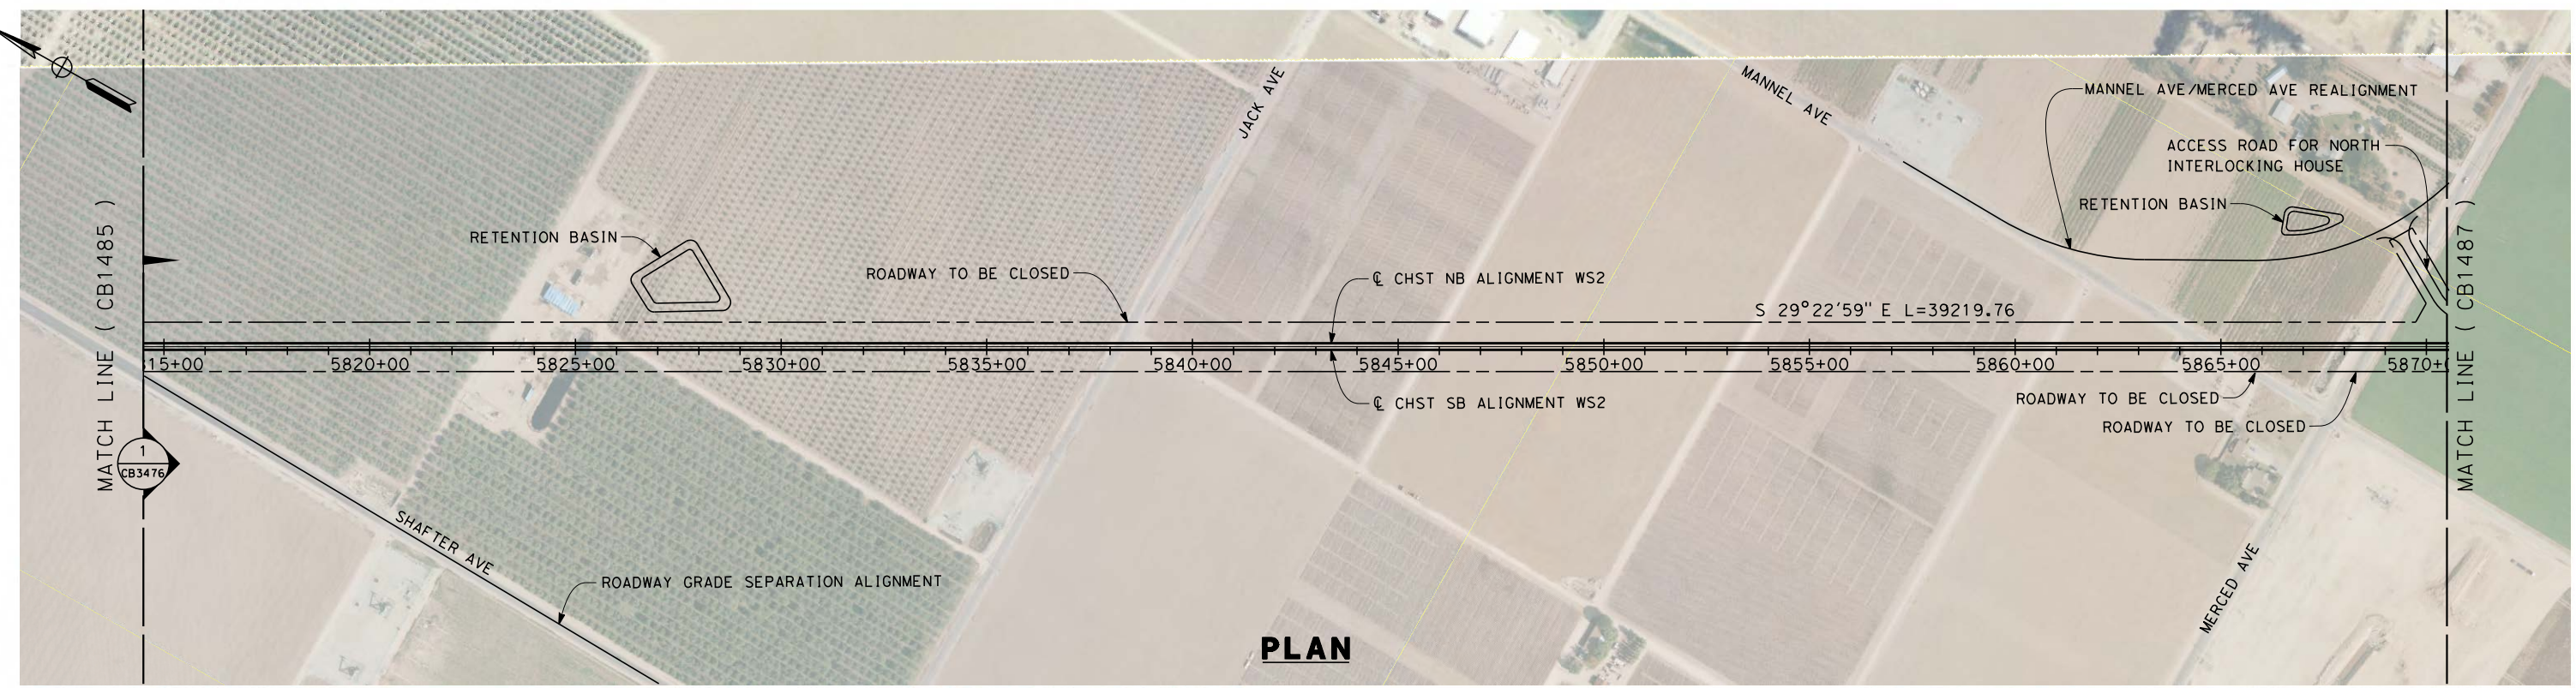 JACK AVE
MANNEL AVE
MANNEL AVE/MERCED AVE REALIGNMENT
ACCESS ROAD FOR NORTH
INTERLOCKING HOUSE
RETENTION BASIN
MATCH LINE ( CB1485 )
RETENTION BASIN
ROADWAY TO BE CLOSED
℄ CHST NB ALIGNMENT WS2
S 29°22'59" E L=39219.76
MATCH LINE ( CB1487 )
5815+00 5820+00 5825+00 5830+00 5835+00 5840+00 5845+00 5850+00 5855+00 5860+00 5865+00 5870+0
℄ CHST SB ALIGNMENT WS2
ROADWAY TO BE CLOSED
ROADWAY TO BE CLOSED
1
CB3476
SHAFTER AVE
ROADWAY GRADE SEPARATION ALIGNMENT
MERCED AVE
PLAN